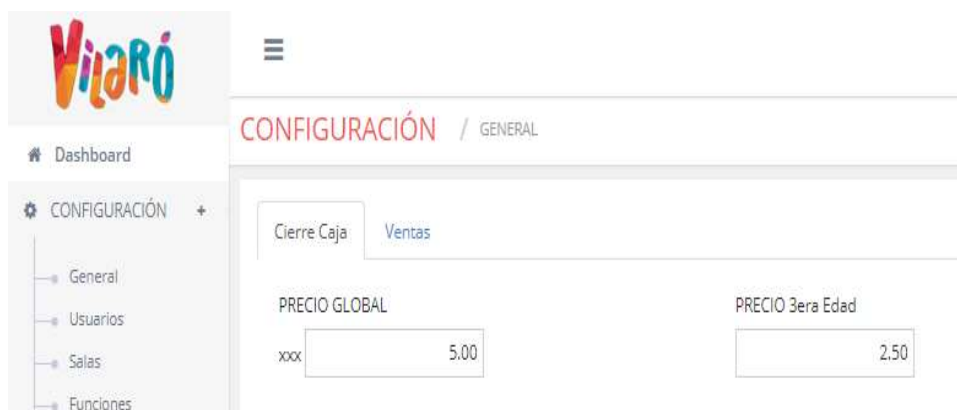 Vilaró
CONFIGURACIÓN / GENERAL
Dashboard
CONFIGURACIÓN +
General
Usuarios
Salas
Funciones
Cierre Caja Ventas
PRECIO GLOBAL PRECIO 3era Edad
xxx 5.00 2.50